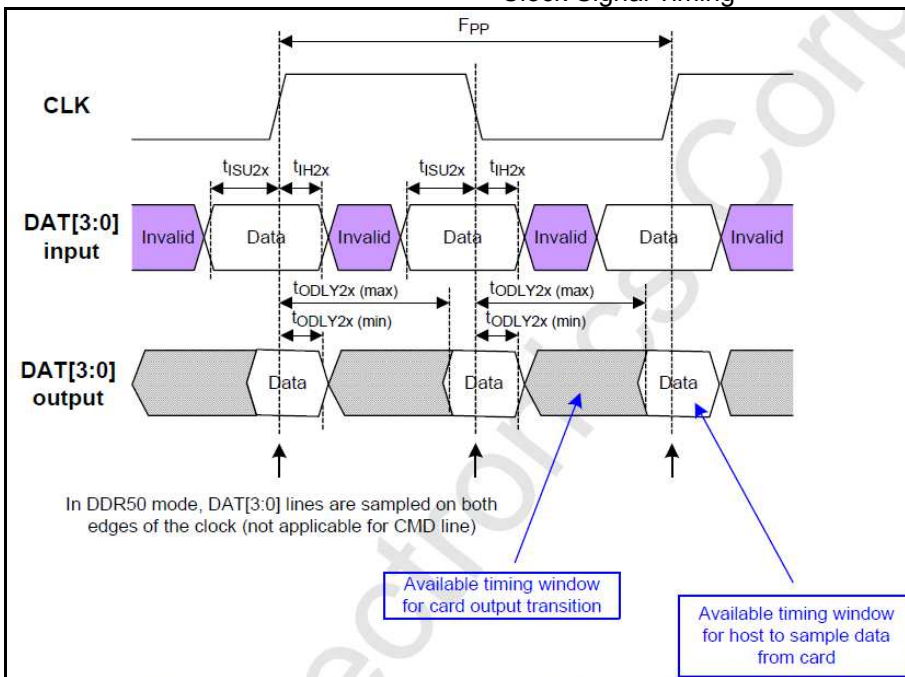 Clock Signal Timing
FPP
CLK
tISU2x tIH2x tISU2x tIH2x
DAT[3:0]
input
Invalid Data Invalid Data Invalid Data Invalid
tODLY2x (max) tODLY2x (max)
tODLY2x (min) tODLY2x (min)
DAT[3:0]
output
Data Data Data
In DDR50 mode, DAT[3:0] lines are sampled on both
edges of the clock (not applicable for CMD line)
Available timing window
for card output transition
Available timing window
for host to sample data
from card
ectronics Corp